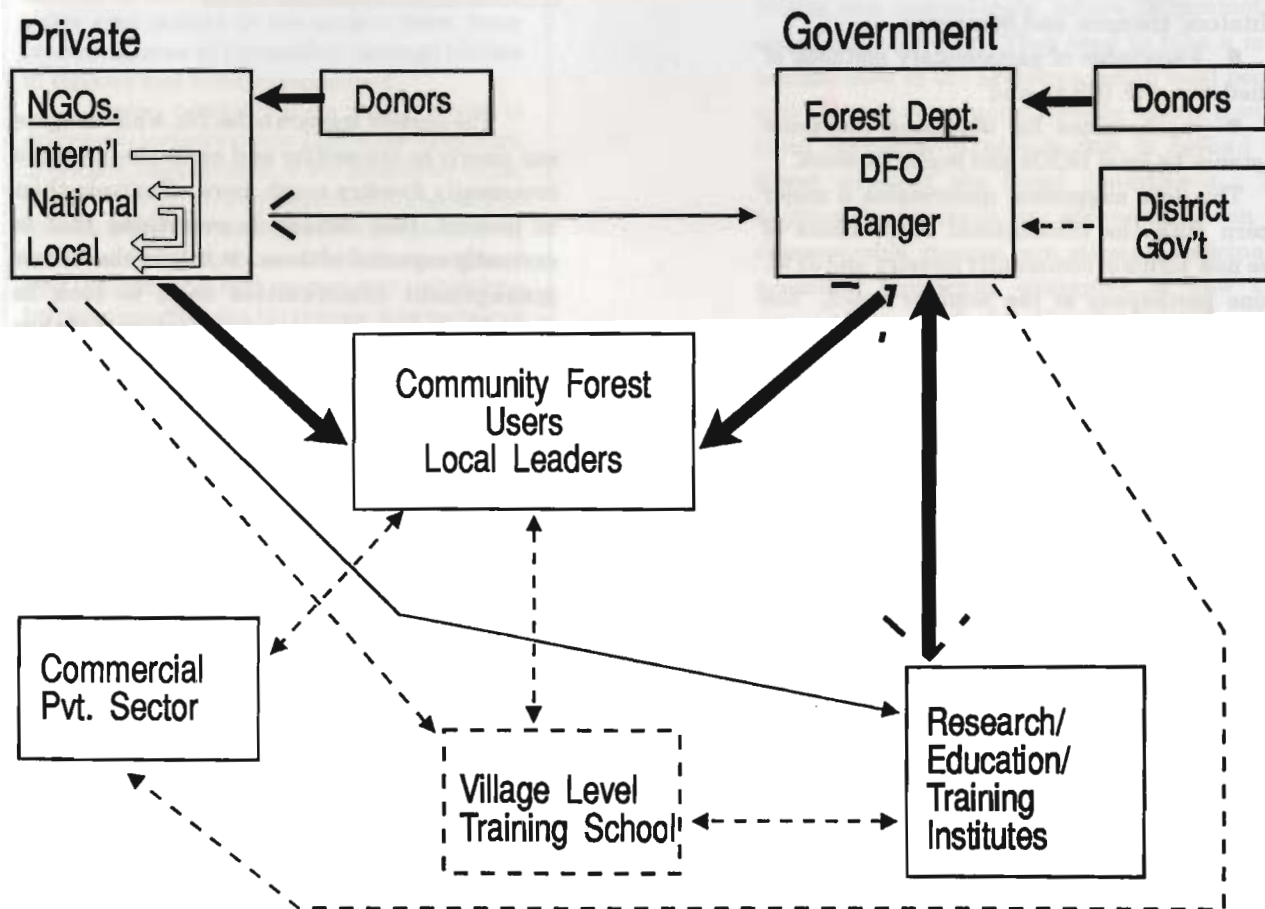 Private
Government
NGOs.
Intern'l
National
Local
Donors
Forest Dept.
DFO
Ranger
Donors
District
Gov't
Community Forest
Users
Local Leaders
Commercial
Pvt. Sector
Village Level
Training School
Research/
Education/
Training
Institutes